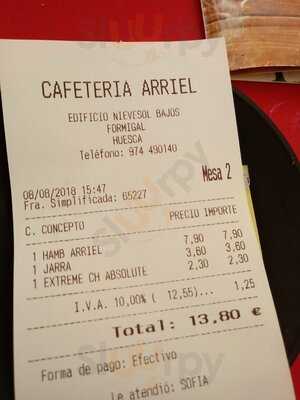 CAFETERIA ARRIEL
EDIFICIO NIEVESOL BAJOS
FORMIGAL
HUESCA
Teléfono: 974 490140
Mesa 2
08/08/2018 15:47
Fra. Simplificada: 65227
C. CONCEPTO PRECIO IMPORTE
1 HAMB ARRIEL 7,90 7,90
1 JARRA 3,60 3,60
1 EXTREME CH ABSOLUTE 2,30 2,30
I.V.A. 10,00% ( 12,55)... 1,25
Total: 13,80 €
Forma de pago: Efectivo
Le atendió: SOFIA